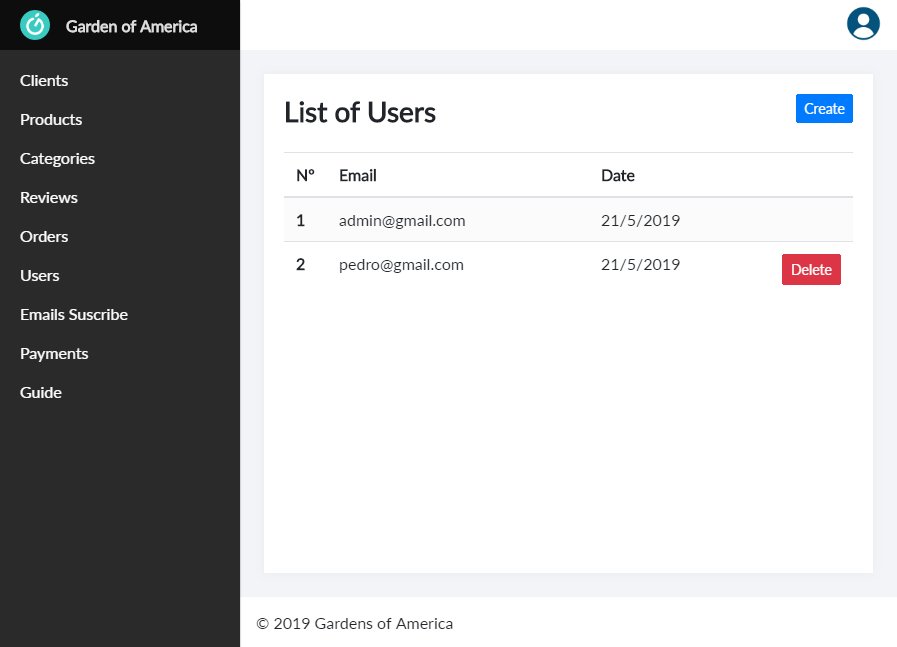 Garden of America
Clients
Products
Categories
Reviews
Orders
Users
Emails Suscribe
Payments
Guide
List of Users
Create
Nº Email Date
1 admin@gmail.com 21/5/2019
2 pedro@gmail.com 21/5/2019 Delete
© 2019 Gardens of America